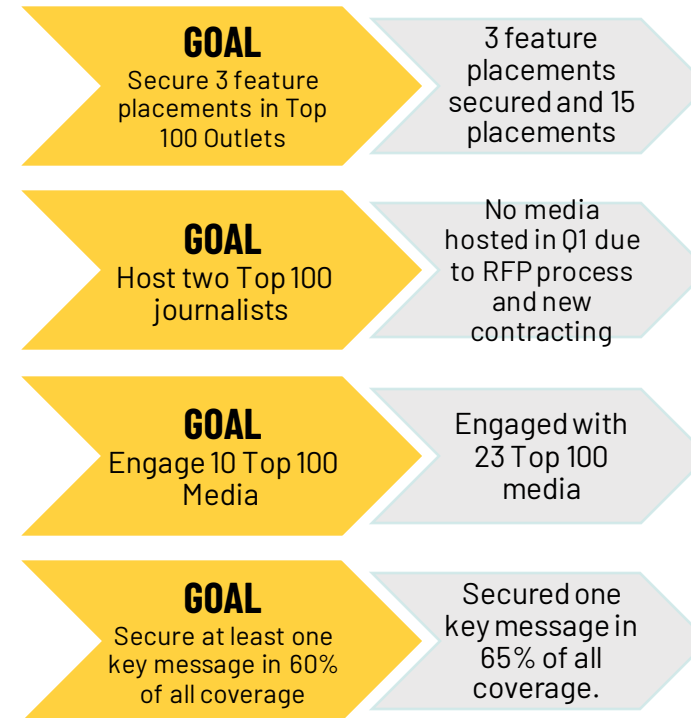 GOAL
Secure 3 feature
placements in Top
100 Outlets
3 feature
placements
secured and 15
placements
GOAL
Host two Top 100
journalists
No media
hosted in Q1 due
to RFP process
and new
contracting
GOAL
Engage 10 Top 100
Media
Engaged with
23 Top 100
media
GOAL
Secure at least one
key message in 60%
of all coverage
Secured one
key message in
65% of all
coverage.